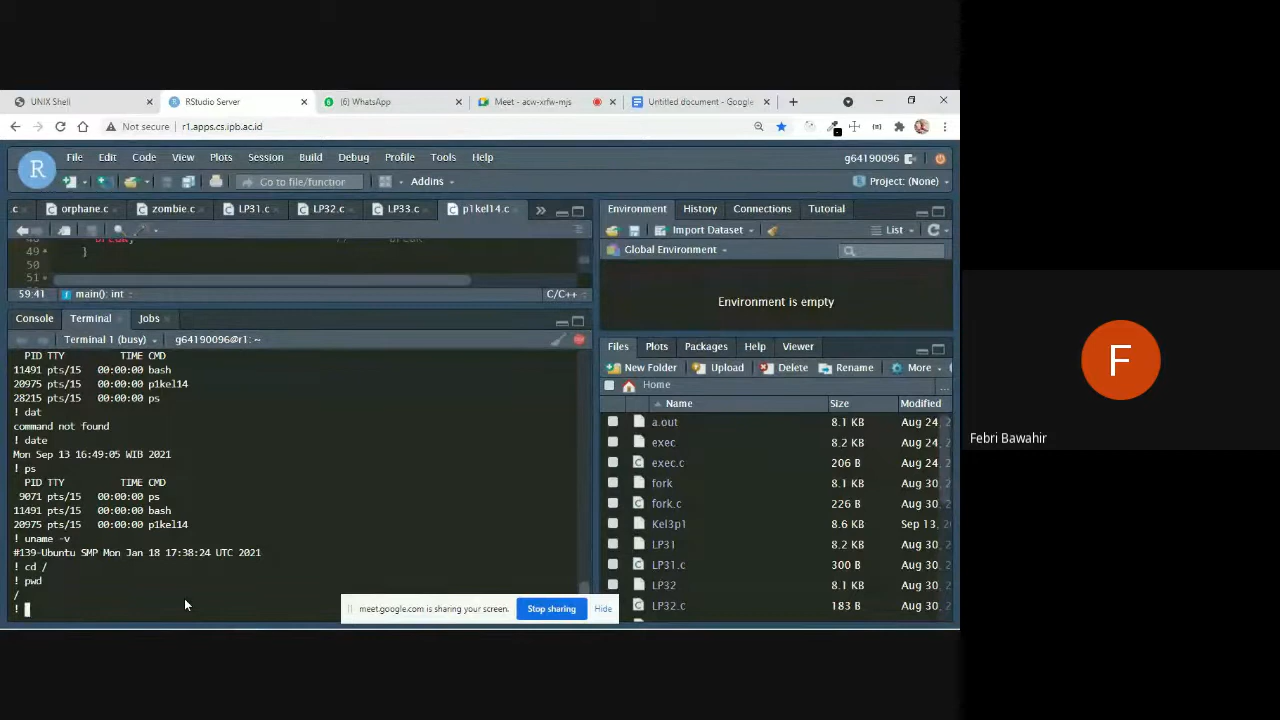 UNIX Shell
RStudio Server
(6) WhatsApp
Meet - acw-xrfw-mjs
Untitled document - Google
Not secure
r1.apps.cs.ipb.ac.id
File Edit Code View Plots Session Build Debug Profile Tools Help
g64190096
Go to file/function
Addins
Project: (None)
.c
orphane.c
zombie.c
LP31.c
LP32.c
LP33.c
p1kel14.c
49
}
50
51
59:41
main(): int
C/C++
Console
Terminal
Jobs
Terminal 1 (busy)
g64190096@r1: ~
PID TTY TIME CMD
11491 pts/15 00:00:00 bash
20975 pts/15 00:00:00 p1kel14
28215 pts/15 00:00:00 ps
! dat
command not found
! date
Mon Sep 13 16:49:05 WIB 2021
! ps
PID TTY TIME CMD
9071 pts/15 00:00:00 ps
11491 pts/15 00:00:00 bash
20975 pts/15 00:00:00 p1kel14
! uname -v
#139-Ubuntu SMP Mon Jan 18 17:38:24 UTC 2021
! cd /
! pwd
/
!
meet.google.com is sharing your screen.
Stop sharing
Hide
Environment
History
Connections
Tutorial
Import Dataset
List
Global Environment
Environment is empty
Files
Plots
Packages
Help
Viewer
New Folder
Upload
Delete
Rename
More
Home
...
Name Size Modified
a.out 8.1 KB Aug 24,
exec 8.2 KB Aug 24,
exec.c 206 B Aug 24,
fork 8.1 KB Aug 30,
fork.c 226 B Aug 30,
Kel3p1 8.6 KB Sep 13,
LP31 8.2 KB Aug 30,
LP31.c 300 B Aug 30,
LP32 8.1 KB Aug 30,
LP32.c 183 B Aug 30,
F
Febri Bawahir